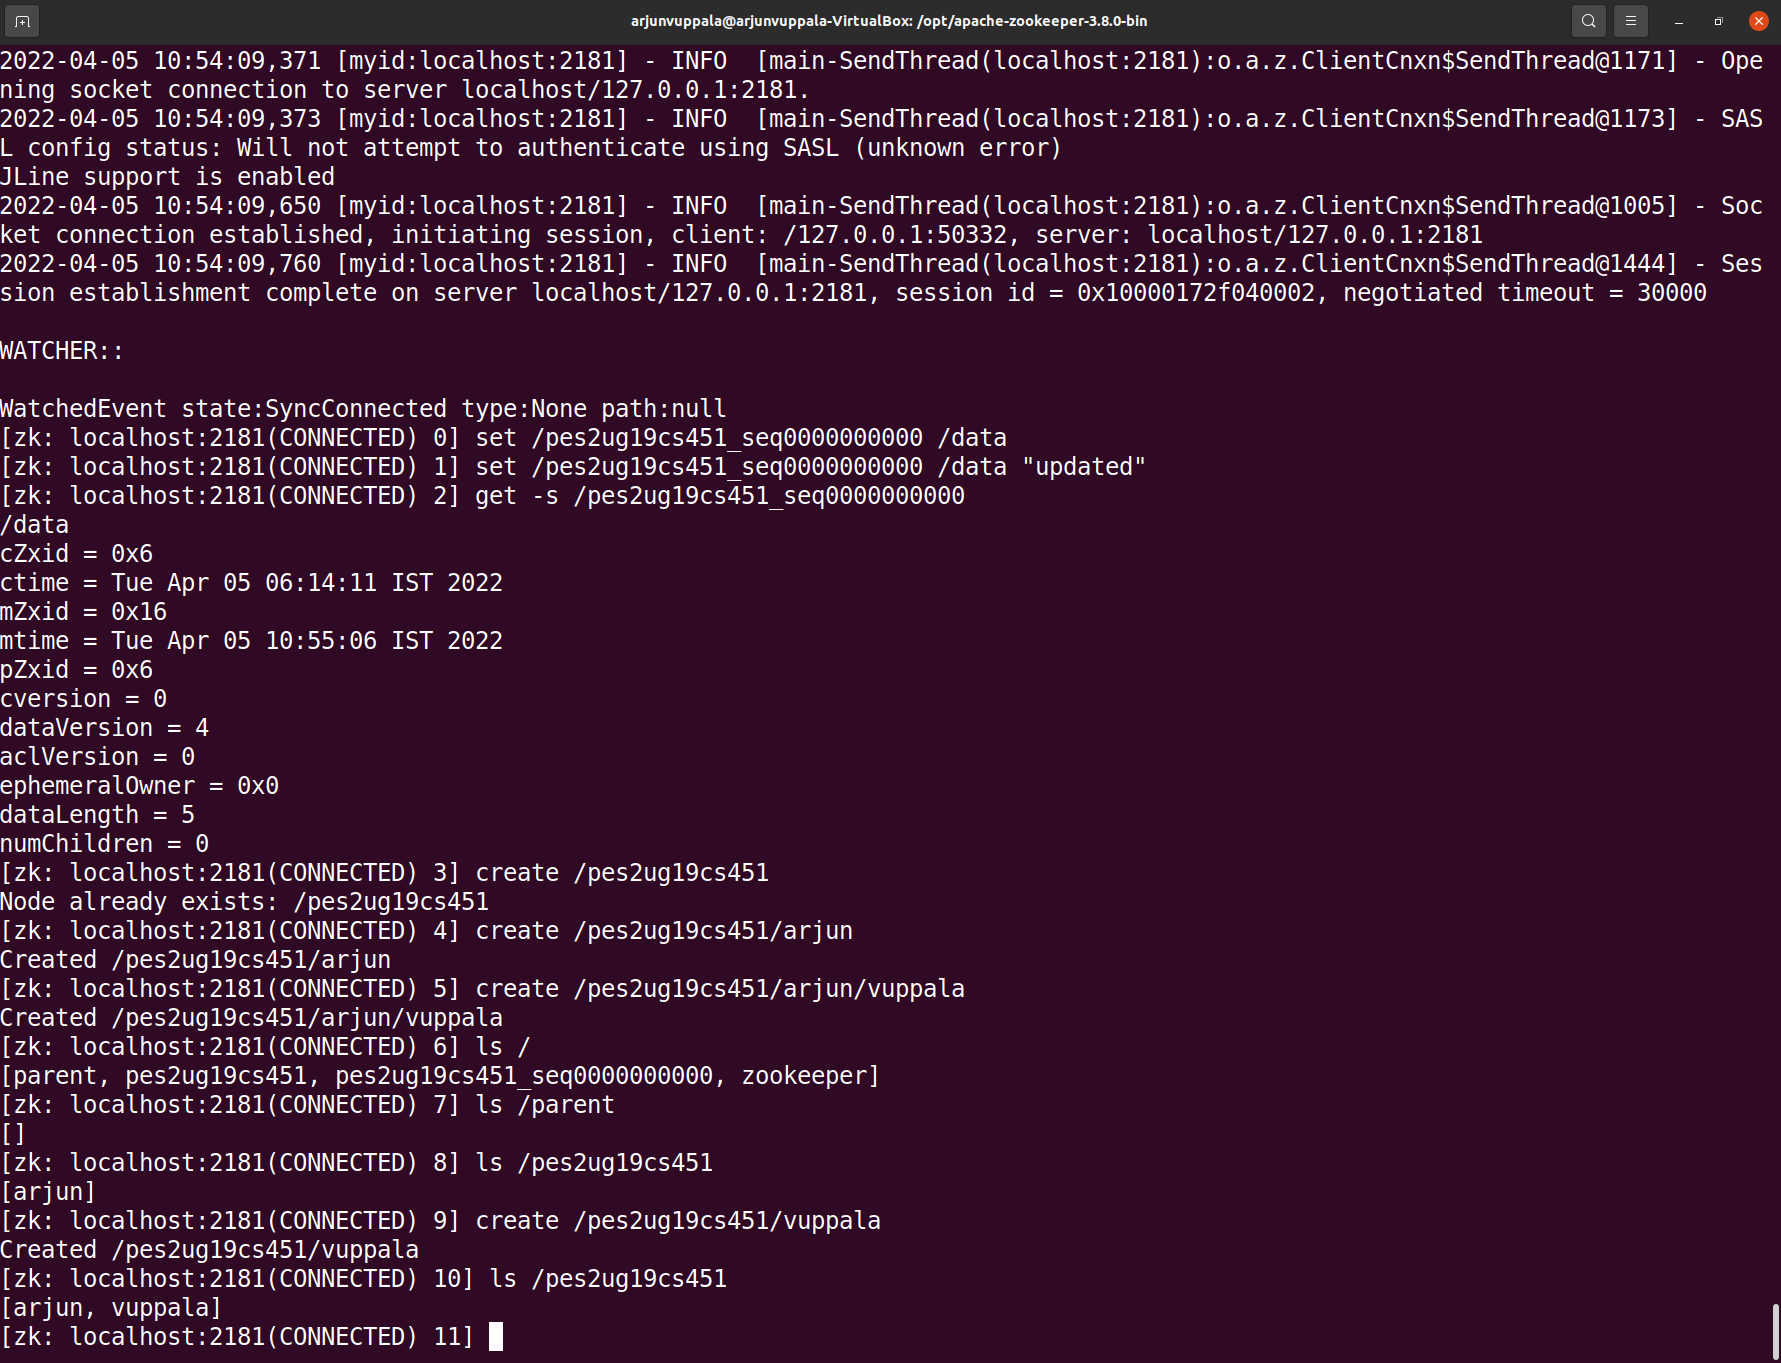 arjunvuppala@arjunvuppala-VirtualBox: /opt/apache-zookeeper-3.8.0-bin
2022-04-05 10:54:09,371 [myid:localhost:2181] - INFO  [main-SendThread(localhost:2181):o.a.z.ClientCnxn$SendThread@1171] - Ope
ning socket connection to server localhost/127.0.0.1:2181.
2022-04-05 10:54:09,373 [myid:localhost:2181] - INFO  [main-SendThread(localhost:2181):o.a.z.ClientCnxn$SendThread@1173] - SAS
L config status: Will not attempt to authenticate using SASL (unknown error)
JLine support is enabled
2022-04-05 10:54:09,650 [myid:localhost:2181] - INFO  [main-SendThread(localhost:2181):o.a.z.ClientCnxn$SendThread@1005] - Soc
ket connection established, initiating session, client: /127.0.0.1:50332, server: localhost/127.0.0.1:2181
2022-04-05 10:54:09,760 [myid:localhost:2181] - INFO  [main-SendThread(localhost:2181):o.a.z.ClientCnxn$SendThread@1444] - Ses
sion establishment complete on server localhost/127.0.0.1:2181, session id = 0x10000172f040002, negotiated timeout = 30000
WATCHER::
WatchedEvent state:SyncConnected type:None path:null
[zk: localhost:2181(CONNECTED) 0] set /pes2ug19cs451_seq0000000000 /data
[zk: localhost:2181(CONNECTED) 1] set /pes2ug19cs451_seq0000000000 /data "updated"
[zk: localhost:2181(CONNECTED) 2] get -s /pes2ug19cs451_seq0000000000
/data
cZxid = 0x6
ctime = Tue Apr 05 06:14:11 IST 2022
mZxid = 0x16
mtime = Tue Apr 05 10:55:06 IST 2022
pZxid = 0x6
cversion = 0
dataVersion = 4
aclVersion = 0
ephemeralOwner = 0x0
dataLength = 5
numChildren = 0
[zk: localhost:2181(CONNECTED) 3] create /pes2ug19cs451
Node already exists: /pes2ug19cs451
[zk: localhost:2181(CONNECTED) 4] create /pes2ug19cs451/arjun
Created /pes2ug19cs451/arjun
[zk: localhost:2181(CONNECTED) 5] create /pes2ug19cs451/arjun/vuppala
Created /pes2ug19cs451/arjun/vuppala
[zk: localhost:2181(CONNECTED) 6] ls /
[parent, pes2ug19cs451, pes2ug19cs451_seq0000000000, zookeeper]
[zk: localhost:2181(CONNECTED) 7] ls /parent
[]
[zk: localhost:2181(CONNECTED) 8] ls /pes2ug19cs451
[arjun]
[zk: localhost:2181(CONNECTED) 9] create /pes2ug19cs451/vuppala
Created /pes2ug19cs451/vuppala
[zk: localhost:2181(CONNECTED) 10] ls /pes2ug19cs451
[arjun, vuppala]
[zk: localhost:2181(CONNECTED) 11]